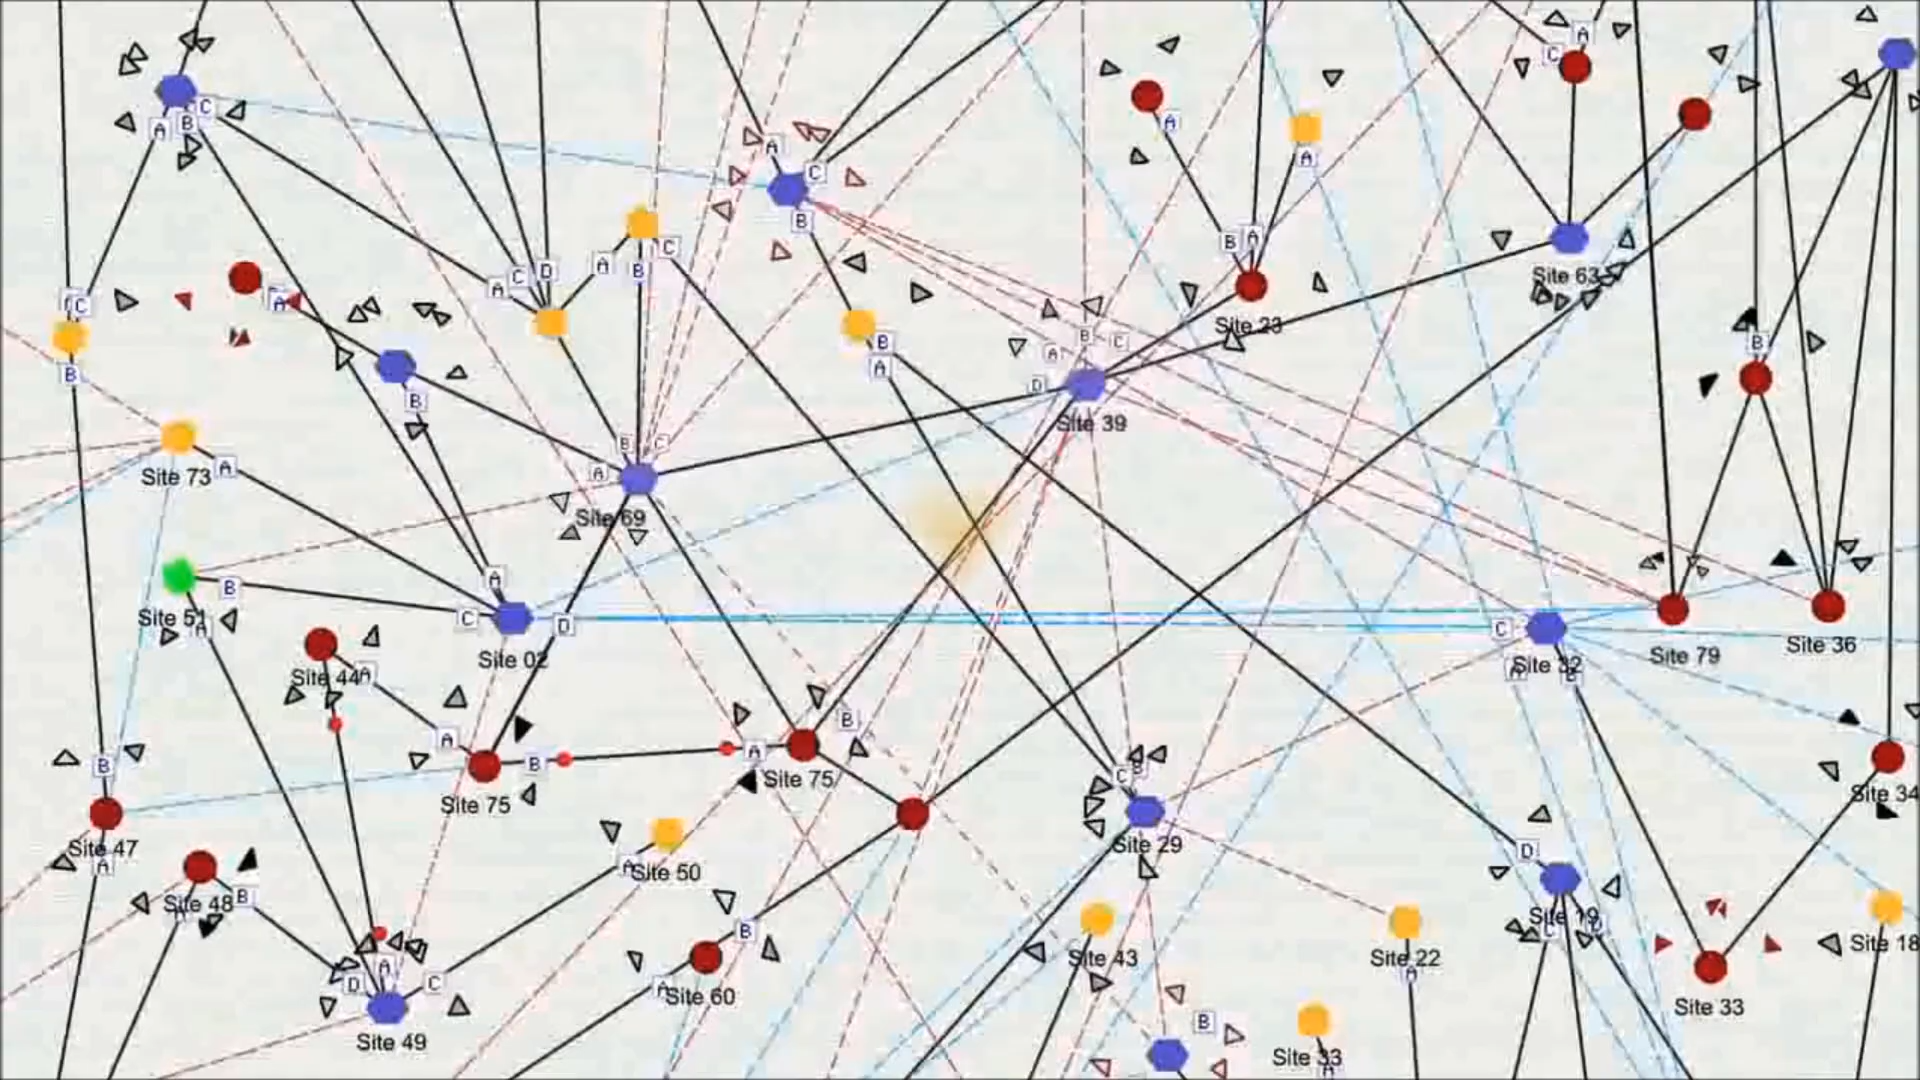 A
C
C
A
A
A
B
A
C
A
B
C
B
A
B
A
C
D
A
B
C
Site 63
A
C
A
B
A
Site 23
B
C
B
A
B
A
D
B
B
C
Site 39
A
A
Site 73
Site 69
A
B
Site 51
A
C
D
C
Site 02
Site 32
A
B
Site 79
Site 36
Site 44
A
A
B
B
A
B
Site 75
Site 75
C
B
Site 34
Site 47
A
Site 29
D
A
Site 50
Site 48
B
B
Site 19
C
D
Site 43
Site 22
A
Site 18
A
D
C
A
Site 60
Site 33
B
Site 49
Site 33
A